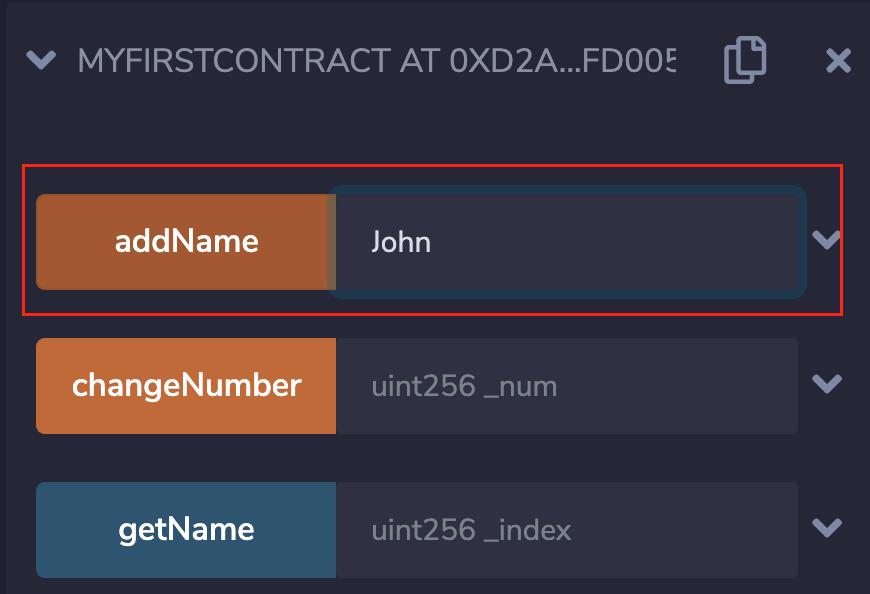 MYFIRSTCONTRACT AT 0XD2A...FD005
addName John
changeNumber uint256 _num
getName uint256 _index